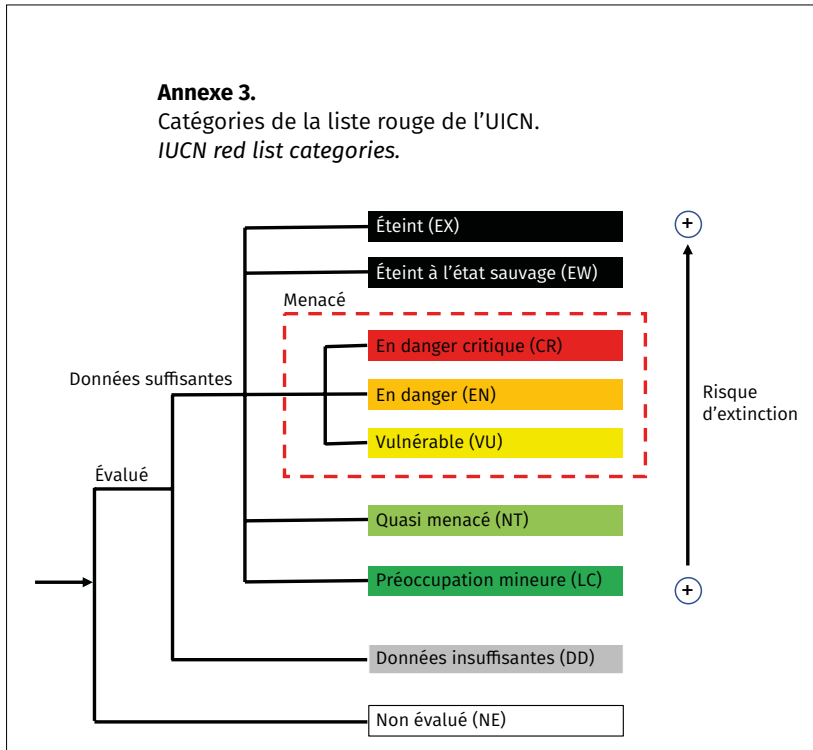 Annexe 3.
Catégories de la liste rouge de l’UICN.
IUCN red list categories.
Éteint (EX)
+
Éteint à l’état sauvage (EW)
Menacé
En danger critique (CR)
Données suffisantes
En danger (EN)
Risque
d’extinction
Vulnérable (VU)
Évalué
Quasi menacé (NT)
Préoccupation mineure (LC)
+
Données insuffisantes (DD)
Non évalué (NE)